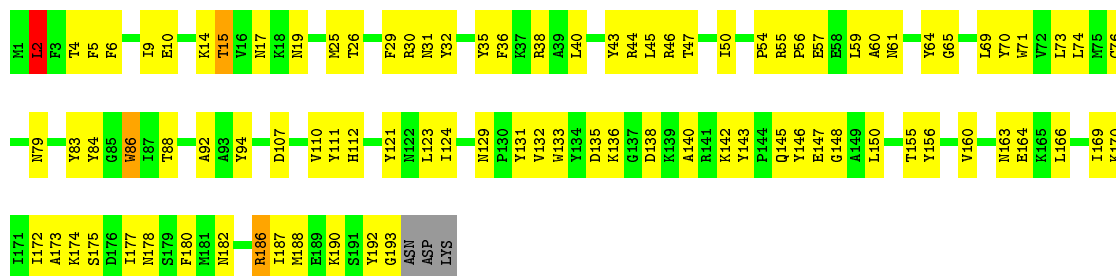 M1 L2 F3 T4 F5 F6 I9 E10 K14 T15 V16 N17 K18 N19 M25 T26 F29 R30 N31 Y32 Y35 F36 K37 R38 A39 L40 Y43 R44 L45 R46 T47 I50 P54 R55 P56 E57 E58 L59 A60 N61 Y64 G65 L69 Y70 W71 V72 L73 L74 M75 C76
N79 Y83 Y84 G85 W86 I87 T88 A92 A93 Y94 D107 V110 Y111 H112 Y121 N122 L123 I124 N129 P130 Y131 V132 W133 Y134 D135 K136 G137 D138 K139 A140 R141 K142 Y143 P144 Q145 Y146 E147 G148 A149 L150 T155 Y156 V160 N163 E164 K165 L166 I169 K170
I171 I172 A173 K174 S175 D176 I177 N178 S179 F180 M181 N182 R186 I187 M188 E189 K190 S191 Y192 G193 ASN ASP LYS